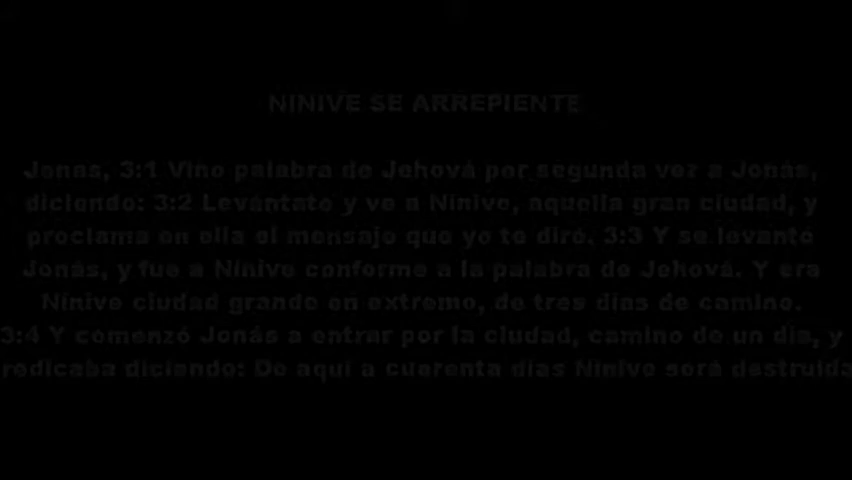 NINIVE SE ARREPIENTE
Jonas, 3:1 Vino palabra de Jehová por segunda vez a Jonás,
diciendo: 3:2 Levántate y ve a Nínive, aquella gran ciudad, y
proclama en ella el mensaje que yo te diré. 3:3 Y se levantó
Jonás, y fue a Nínive conforme a la palabra de Jehová. Y era
Nínive ciudad grande en extremo, de tres días de camino.
3:4 Y comenzó Jonás a entrar por la ciudad, camino de un día, y
redicaba diciendo: De aquí a cuarenta días Nínive será destruida